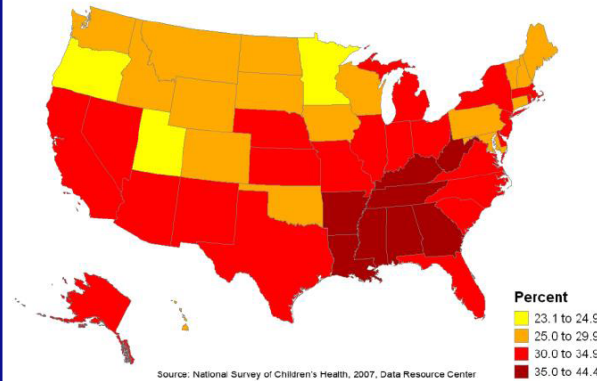 Percent
23.1 to 24.9
25.0 to 29.9
30.0 to 34.9
35.0 to 44.4
Source: National Survey of Children's Health, 2007, Data Resource Center